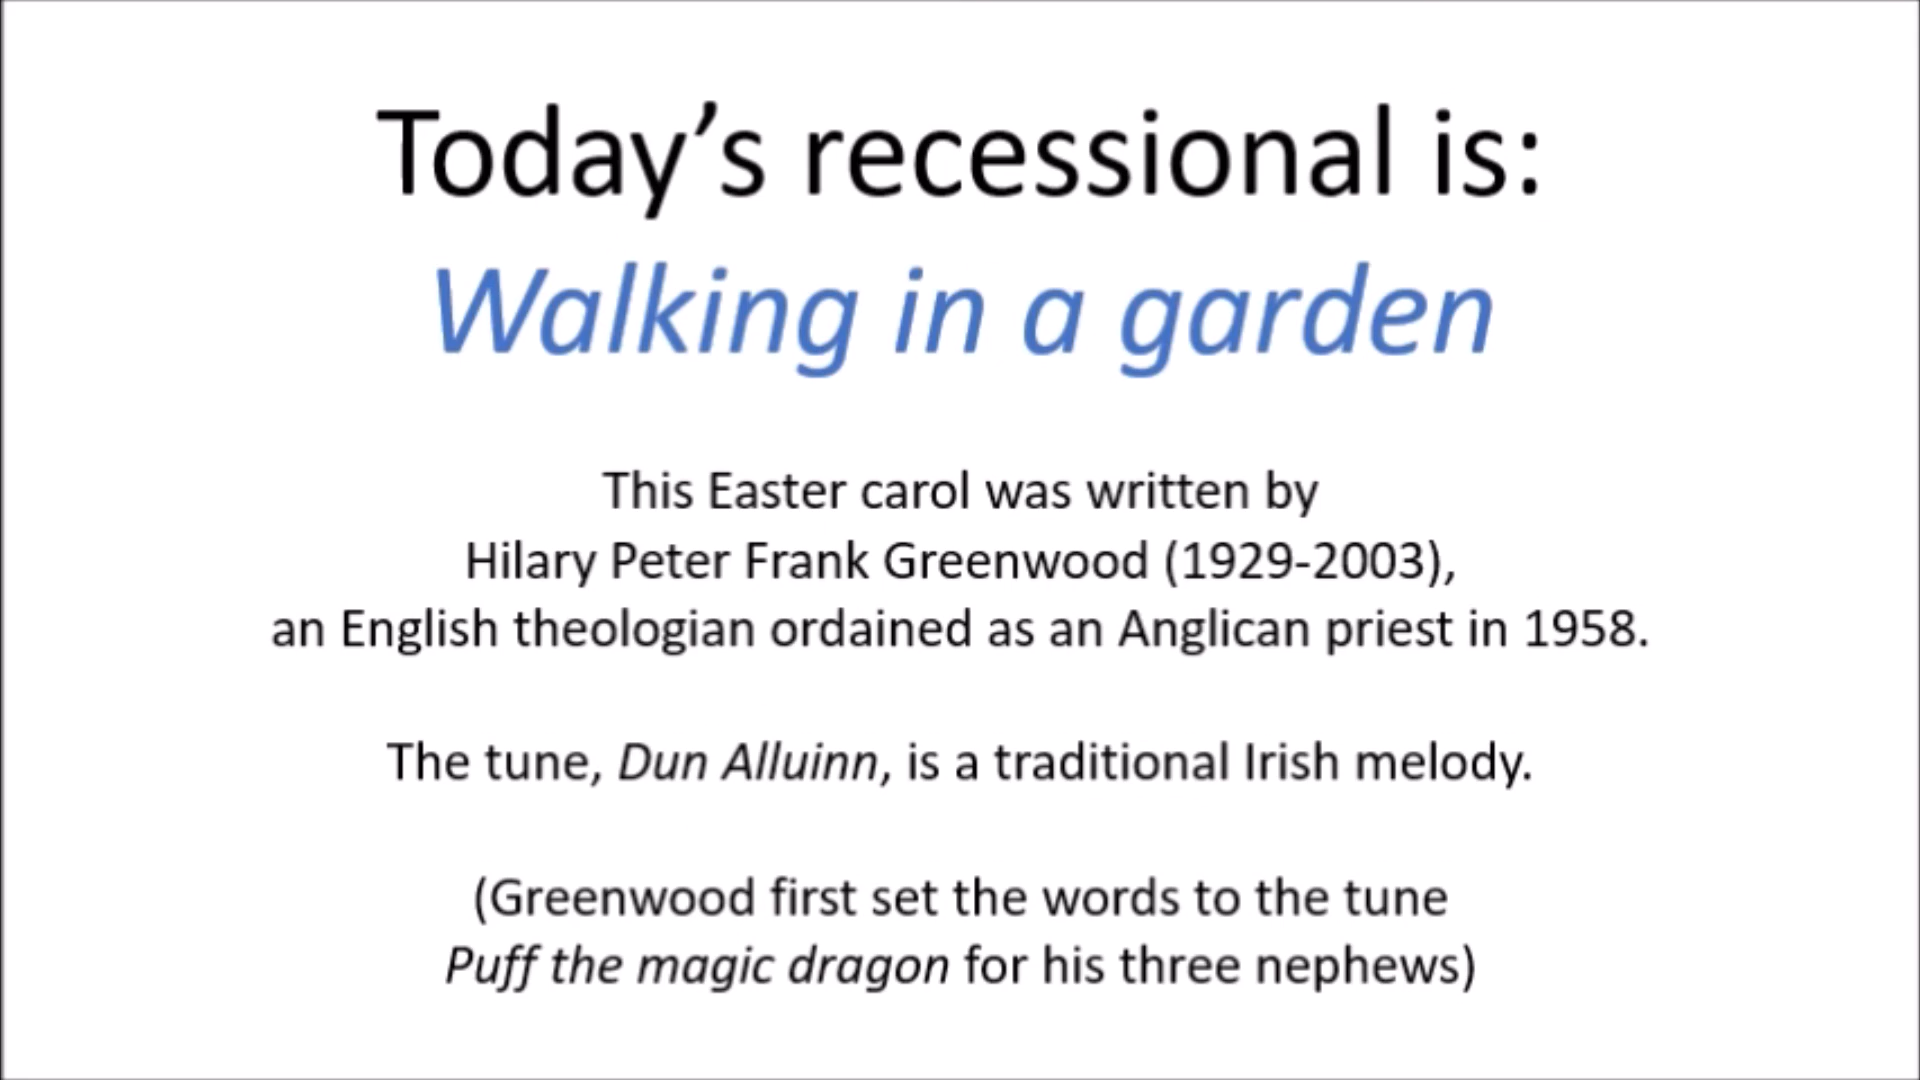 Today’s recessional is:
Walking in a garden
This Easter carol was written by
Hilary Peter Frank Greenwood (1929-2003),
an English theologian ordained as an Anglican priest in 1958.
The tune, Dun Alluinn, is a traditional Irish melody.
(Greenwood first set the words to the tune
Puff the magic dragon for his three nephews)